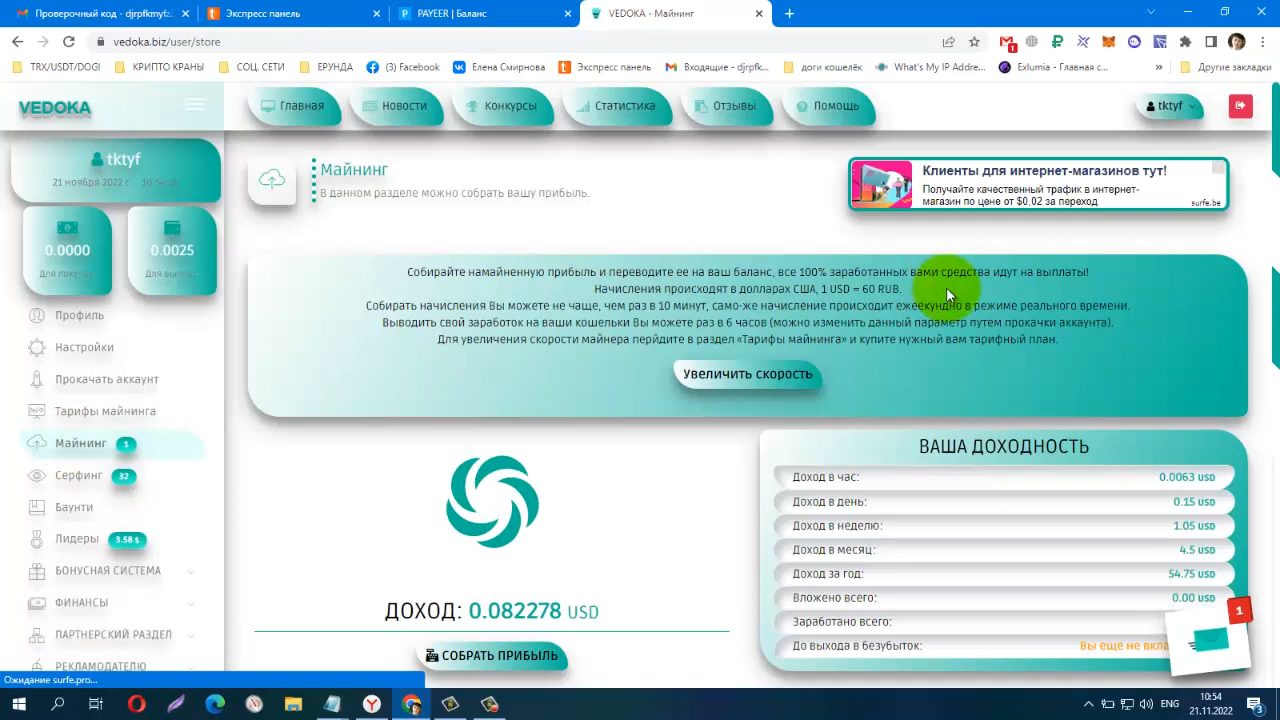 Проверочный код - djrpfkmyfz
Экспресс панель
PAYEER | Баланс
VEDOKA - Майнинг
vedoka.biz/user/store
TRX/USDT/DOGI
КРИПТО КРАНЫ
СОЦ. СЕТИ
ЕРУНДА
(3) Facebook
Елена Смирнова
Экспресс панель
Входящие - djrpfk...
доги кошелёк
What's My IP Addre...
Exlumia - Главная с...
»
Другие закладки
VEDOKA
Главная
Новости
Конкурсы
Статистика
Отзывы
Помощь
tktyf
tktyf
21 ноября 2022 г.
0.0000
0.0025
Для выплат
Майнинг
В данном разделе можно собрать вашу прибыль.
Клиенты для интернет-магазинов тут!
Получайте качественный трафик в интернет-
магазин по цене от $0,02 за переход
surfe.be
Собирайте намайненную прибыль и переводите ее на ваш баланс, все 100% заработанных вами средства идут на выплаты!
Начисления происходят в долларах США, 1 USD = 60 RUB.
Собирать начисления Вы можете не чаще, чем раз в 10 минут, само-же начисление происходит ежеекундно в режиме реального времени.
Выводить свой заработок на ваши кошельки Вы можете раз в 6 часов (можно изменить данный параметр путем прокачки аккаунта).
Для увеличения скорости майнера перйдите в раздел «Тарифы майнинга» и купите нужный вам тарифный план.
Увеличить скорость
Профиль
Настройки
Прокачать аккаунт
Тарифы майнинга
Майнинг 1
Серфинг 32
Баунти
Лидеры 3.58 $
БОНУСНАЯ СИСТЕМА
ФИНАНСЫ
ПАРТНЕРСКИЙ РАЗДЕЛ
РЕКЛАМОДАТЕЛЮ
ДОХОД: 0.082278 USD
СОБРАТЬ ПРИБЫЛЬ
ВАША ДОХОДНОСТЬ
Доход в час: 0.0063 USD
Доход в день: 0.15 USD
Доход в неделю: 1.05 USD
Доход в месяц: 4.5 USD
Доход за год: 54.75 USD
Вложено всего: 0.00 USD
Заработано всего:
До выхода в безубыток: Вы еще не
1
Ожидание surfe.pro...
ENG
10:54
21.11.2022
3